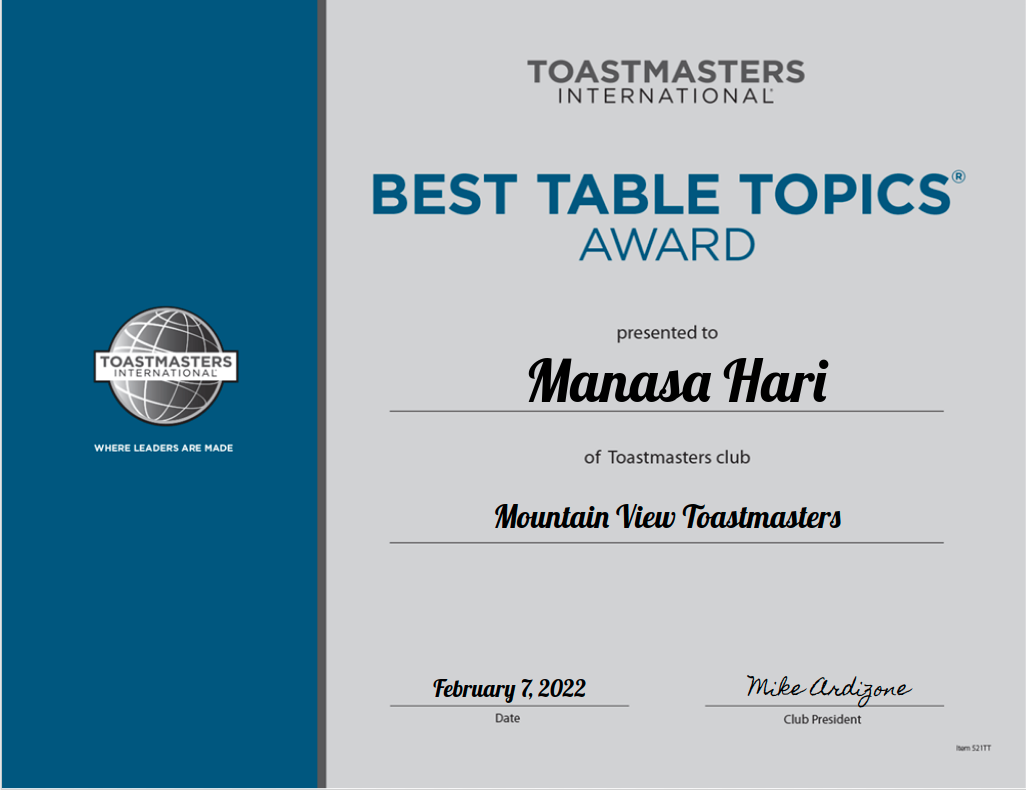 TOASTMASTERS
INTERNATIONAL
BEST TABLE TOPICS®
AWARD
presented to
Manasa Hari
of Toastmasters club
Mountain View Toastmasters
TOASTMASTERS
INTERNATIONAL
WHERE LEADERS ARE MADE
February 7, 2022
Date
Mike Ardizone
Club President
Item 521TT